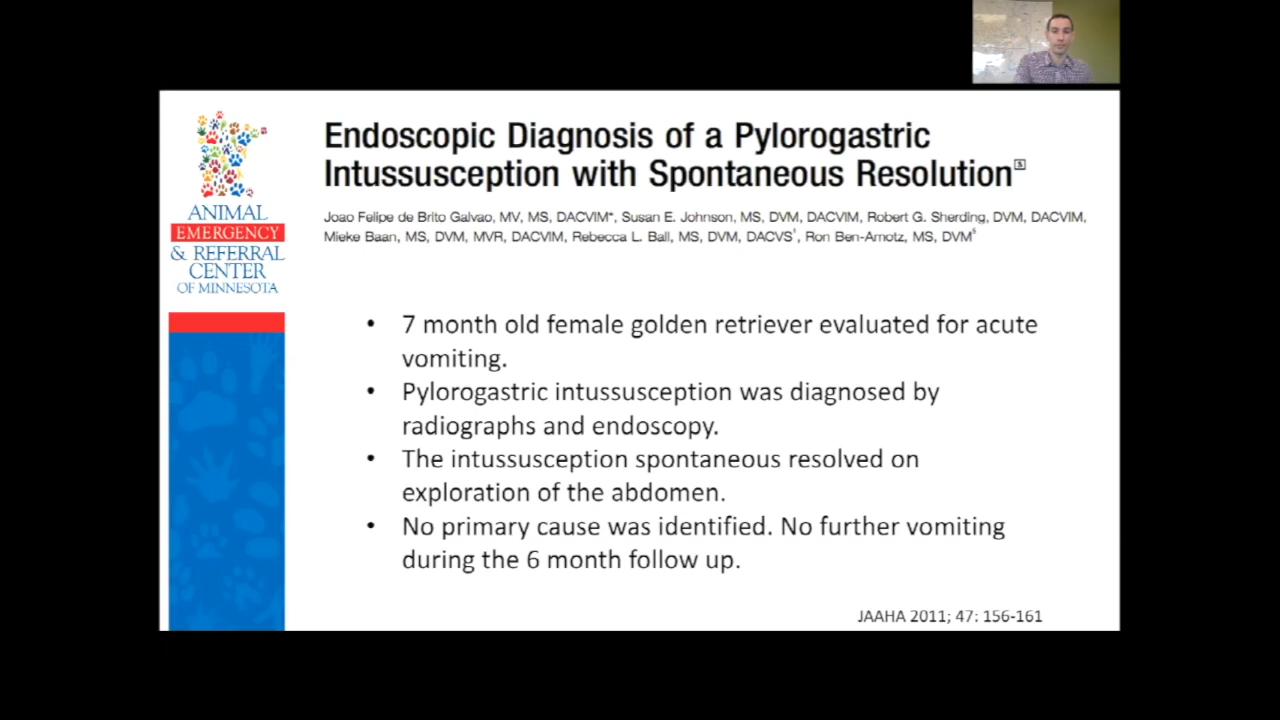 Endoscopic Diagnosis of a Pylorogastric
Intussusception with Spontaneous Resolution
Joao Felipe de Brito Galvao, MV, MS, DACVIM*, Susan E. Johnson, MS, DVM, DACVIM, Robert G. Sherding, DVM, DACVIM,
Mieke Baan, MS, DVM, MVR, DACVIM, Rebecca L. Ball, MS, DVM, DACVS†, Ron Ben-Amotz, MS, DVM§
ANIMAL
EMERGENCY
& REFERRAL
CENTER
OF MINNESOTA
• 7 month old female golden retriever evaluated for acute
vomiting.
• Pylorogastric intussusception was diagnosed by
radiographs and endoscopy.
• The intussusception spontaneous resolved on
exploration of the abdomen.
• No primary cause was identified. No further vomiting
during the 6 month follow up.
JAAHA 2011; 47: 156-161